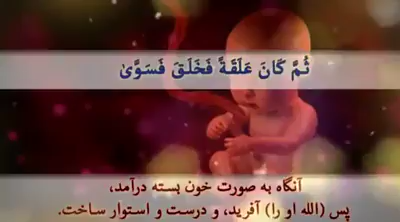 ثُمَّ كَانَ عَلَقَةً فَخَلَقَ فَسَوَّىٰ
آنگاه به صورت خون بسته درآمد،
پس (الله او را) آفرید، و درست و استوار ساخت.